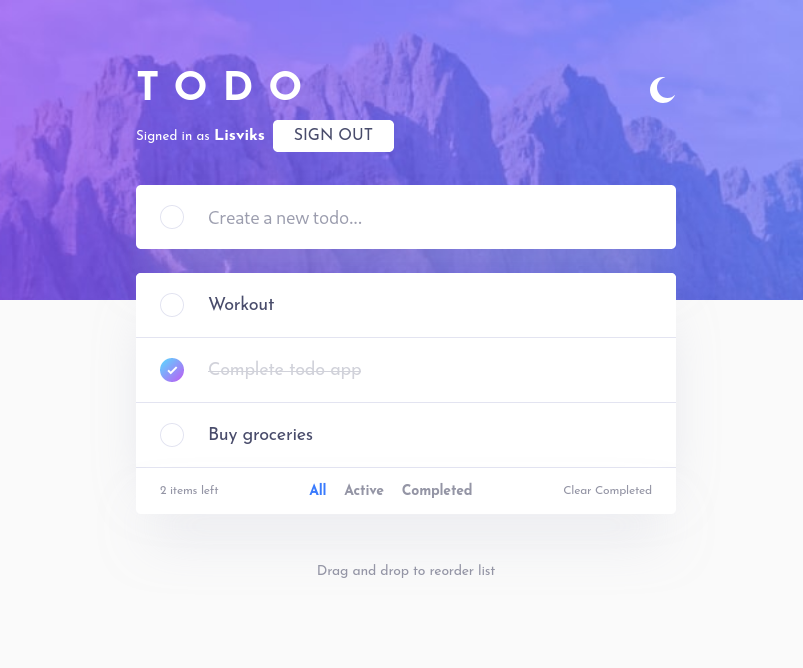 TODO
Signed in as Lisviks SIGN OUT
Create a new todo...
Workout
Complete todo app
Buy groceries
2 items left All Active Completed Clear Completed
Drag and drop to reorder list